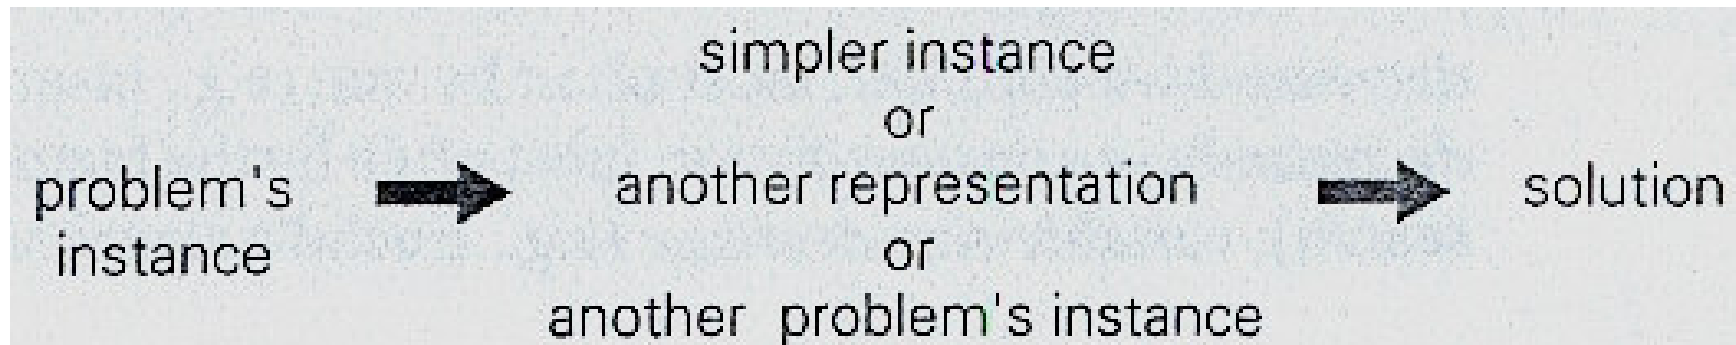 simpler instance
or
problem's
instance
another representation
or
another problem's instance
solution